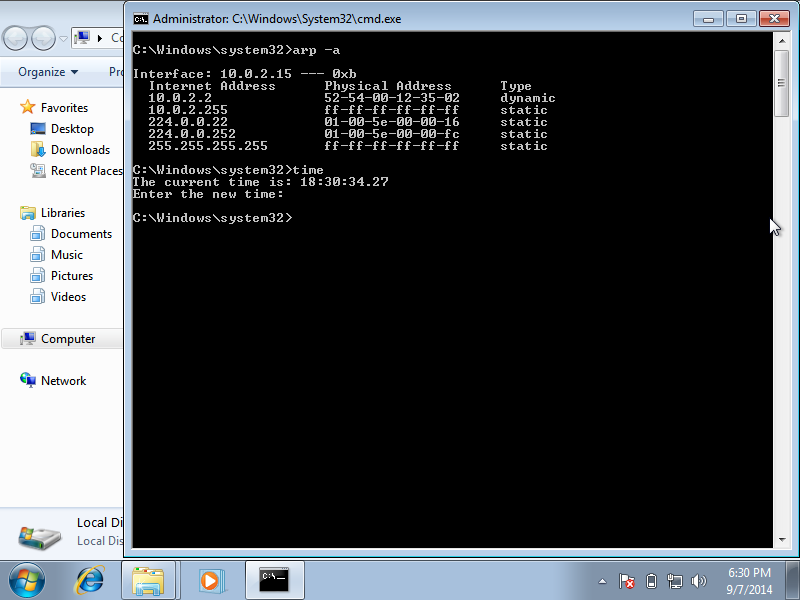 Administrator: C:\Windows\System32\cmd.exe
Organize
Favorites
Desktop
Downloads
Recent Places
Libraries
Documents
Music
Pictures
Videos
Computer
Network
Local Dis
C:\Windows\system32>arp -a
Interface: 10.0.2.15 --- 0xb
Internet Address Physical Address Type
10.0.2.2 52-54-00-12-35-02 dynamic
10.0.2.255 ff-ff-ff-ff-ff-ff static
224.0.0.22 01-00-5e-00-00-16 static
224.0.0.252 01-00-5e-00-00-fc static
255.255.255.255 ff-ff-ff-ff-ff-ff static
C:\Windows\system32>time
The current time is: 18:30:34.27
Enter the new time:
C:\Windows\system32>
6:30 PM
9/7/2014